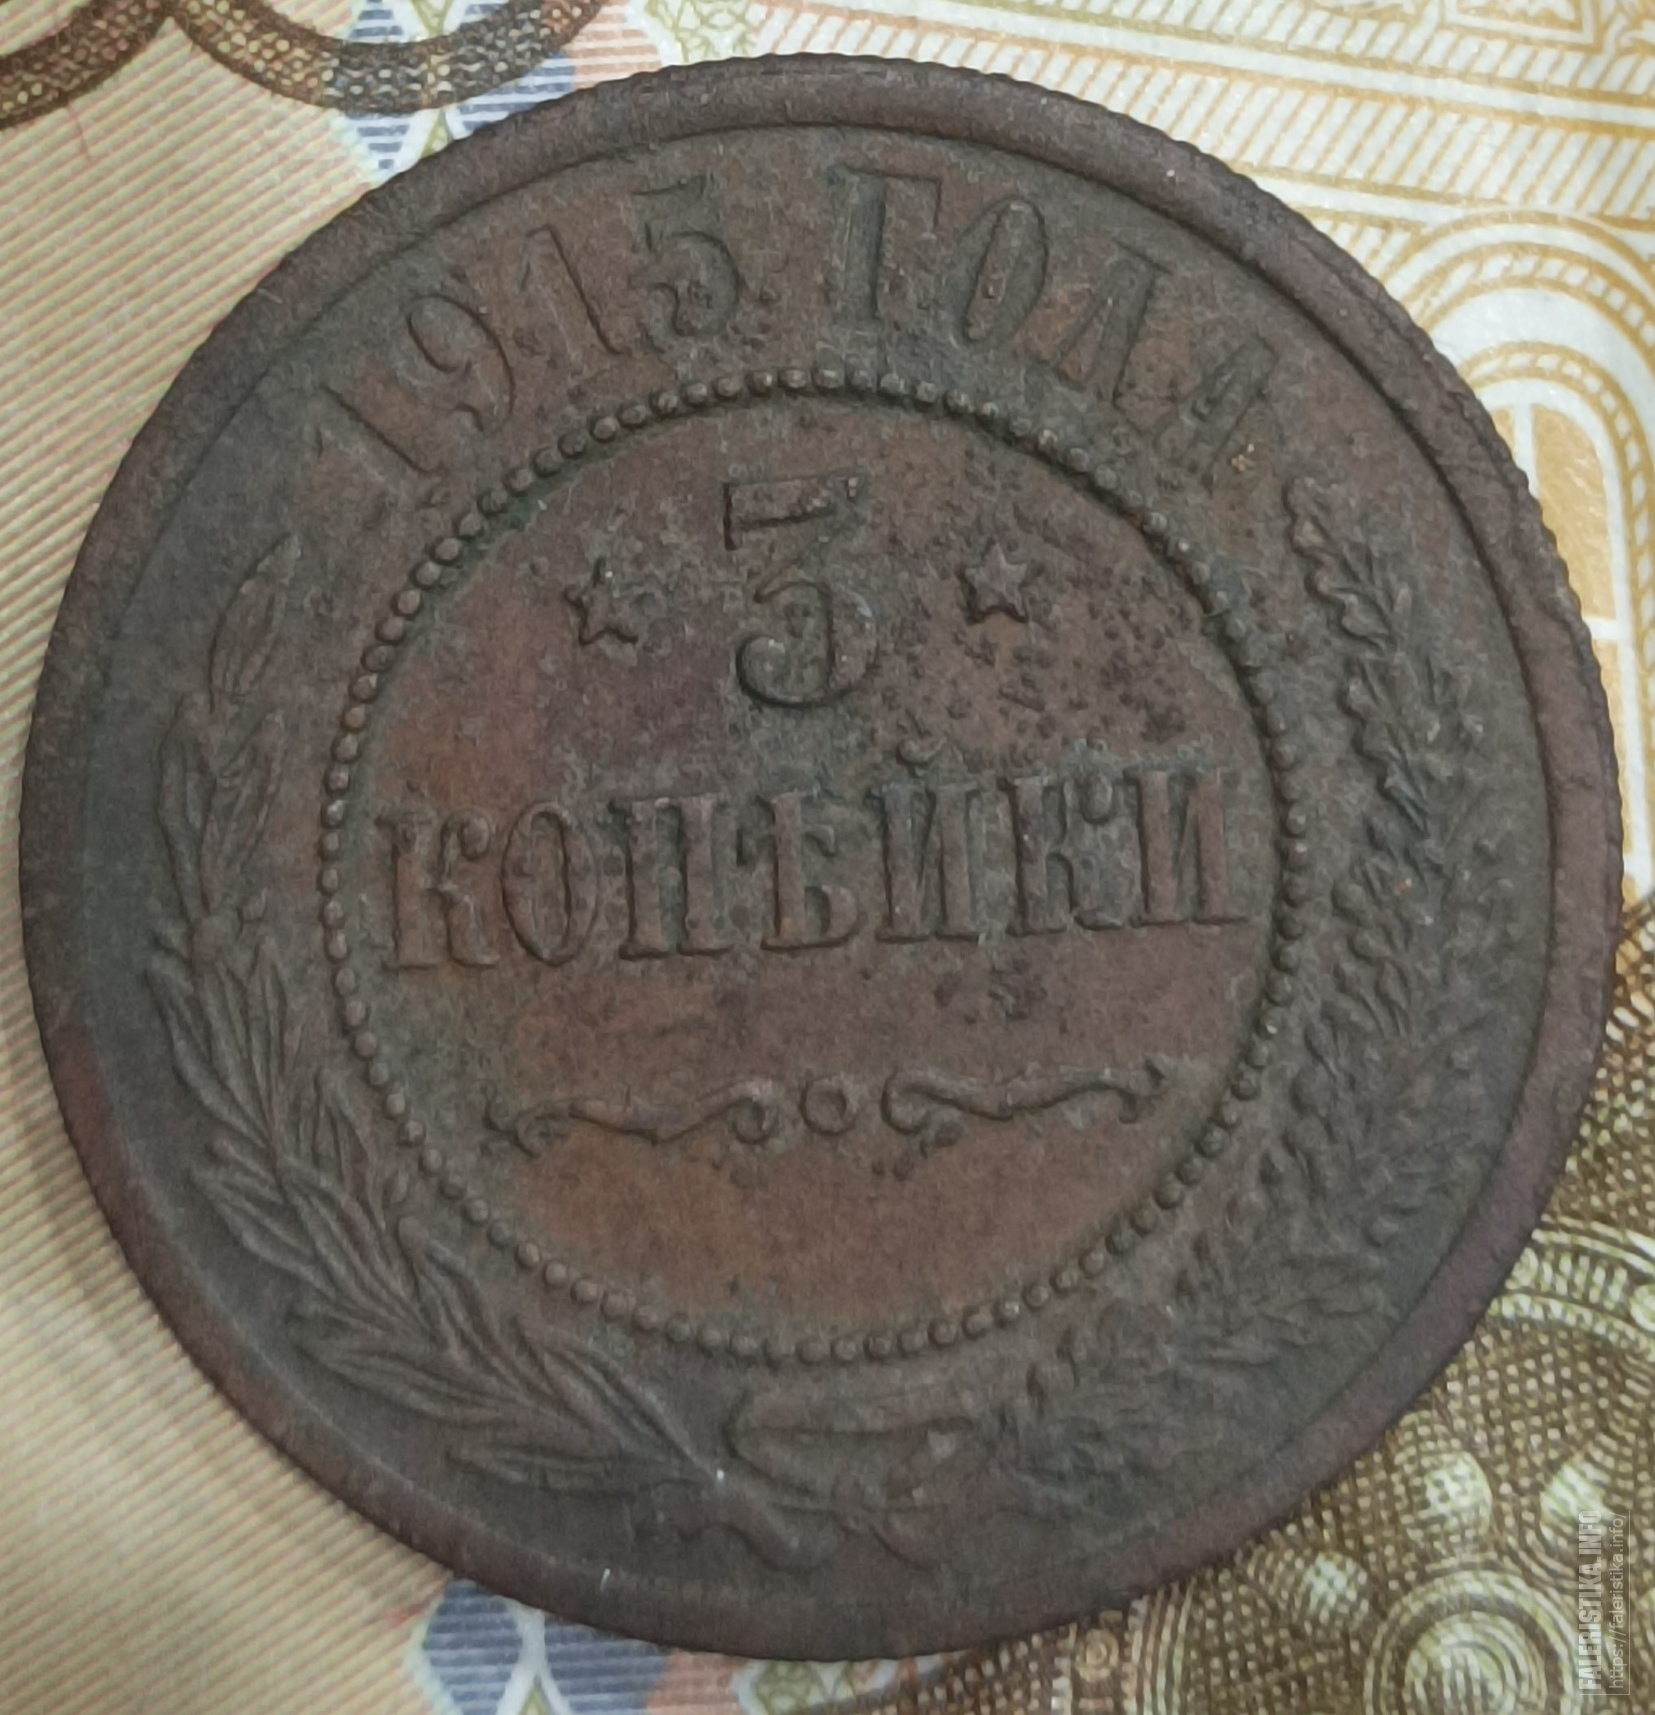 1915 ГОДА
3
КОПѢЙКИ
FALERISTIKA.INFO
https://faleristika.info/